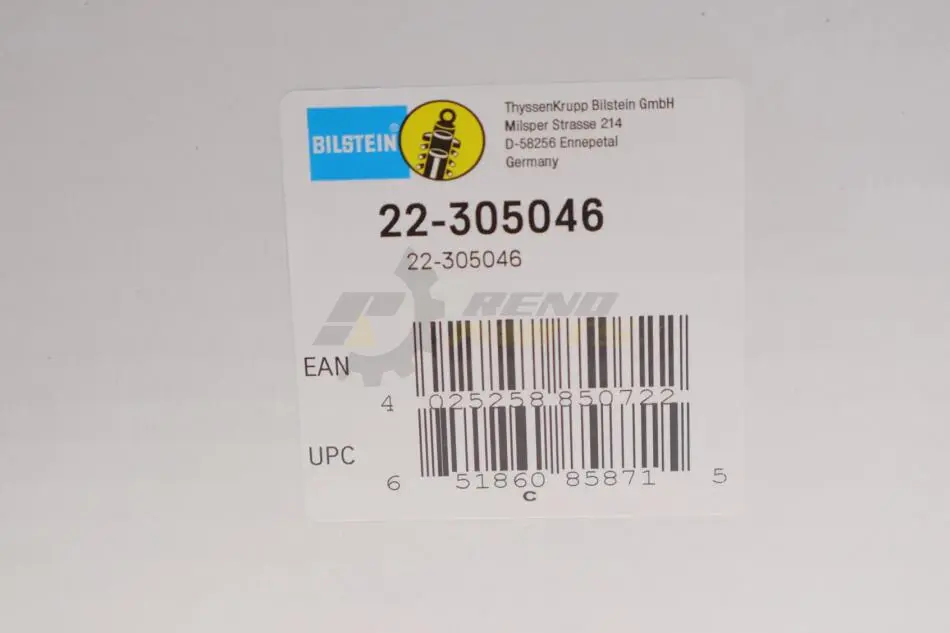 BILSTEIN®
ThyssenKrupp Bilstein GmbH
Milsper Strasse 214
D-58256 Ennepetal
Germany
22-305046
22-305046
RENO
PARTS
EAN
4 025258 850722
UPC
6 51860 85871 5
C